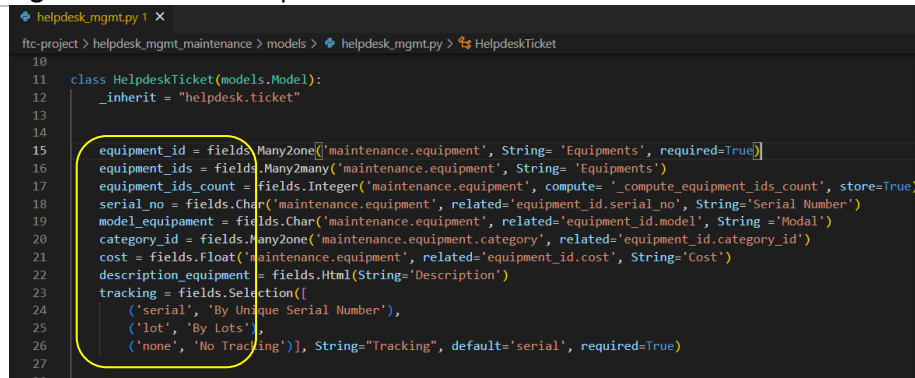 helpdesk_mgmt.py 1 X
ftc-project > helpdesk_mgmt_maintenance > models > helpdesk_mgmt.py > HelpdeskTicket
10
11 class HelpdeskTicket(models.Model):
12 _inherit = "helpdesk.ticket"
13
14
15 equipment_id = fields.Many2one('maintenance.equipment', String= 'Equipments', required=True)
16 equipment_ids = fields.Many2many('maintenance.equipment', String= 'Equipments')
17 equipment_ids_count = fields.Integer('maintenance.equipment', compute= '_compute_equipment_ids_count', store=True)
18 serial_no = fields.Char('maintenance.equipment', related='equipment_id.serial_no', String='Serial Number')
19 model_equipament = fields.Char('maintenance.equipment', related='equipment_id.model', String ='Modal')
20 category_id = fields.Many2one('maintenance.equipment.category', related='equipment_id.category_id')
21 cost = fields.Float('maintenance.equipment', related='equipment_id.cost', String='Cost')
22 description_equipment = fields.Html(String='Description')
23 tracking = fields.Selection([
24 ('serial', 'By Unique Serial Number'),
25 ('lot', 'By Lots'),
26 ('none', 'No Tracking')], String="Tracking", default='serial', required=True)
27